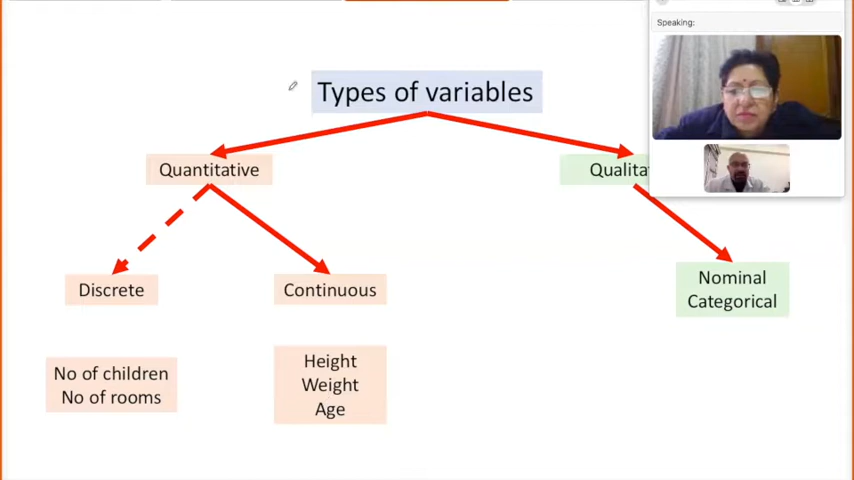 Speaking:
Types of variables
Quantitative
Discrete
Continuous
Nominal
Categorical
No of children
No of rooms
Height
Weight
Age